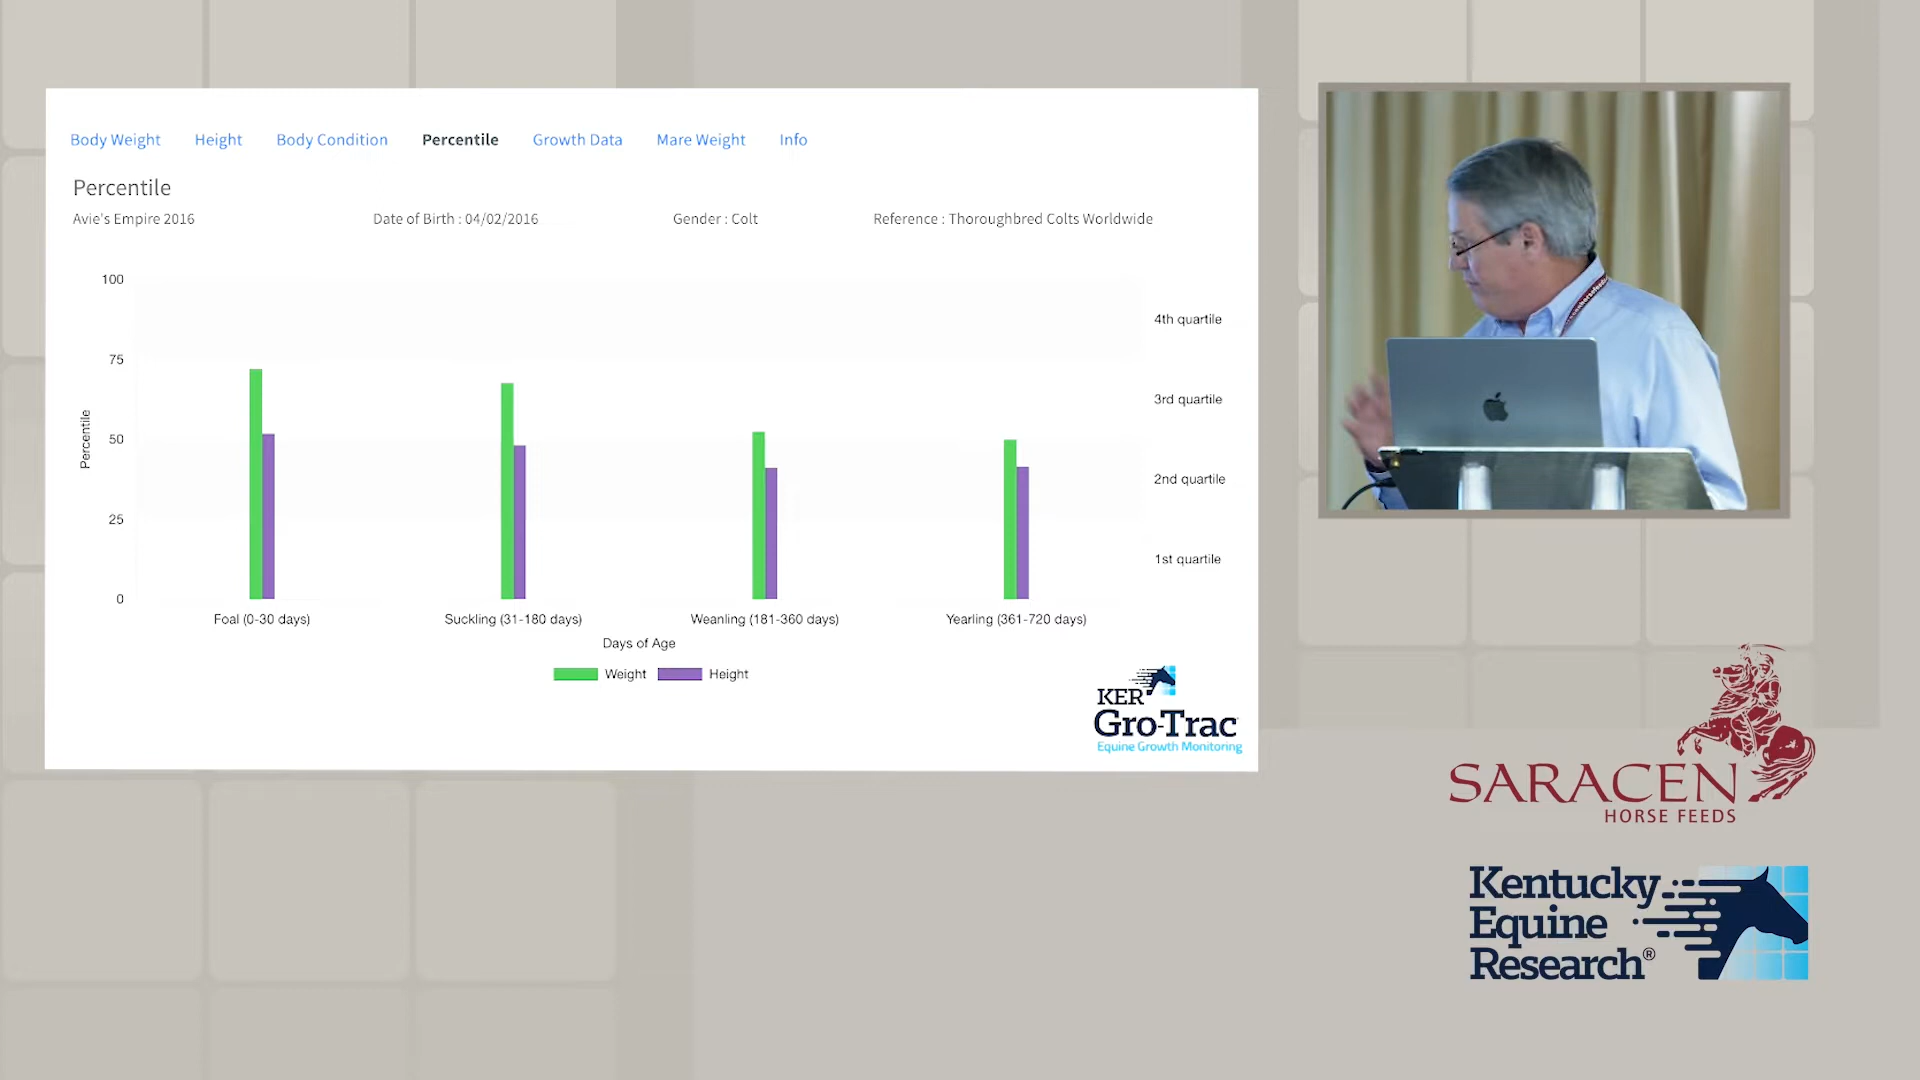 Body Weight Height Body Condition Percentile Growth Data Mare Weight Info
Percentile
Avie's Empire 2016 Date of Birth : 04/02/2016 Gender : Colt Reference : Thoroughbred Colts Worldwide
100
4th quartile
75
3rd quartile
Percentile
50
2nd quartile
25
1st quartile
0
Foal (0-30 days) Suckling (31-180 days) Weanling (181-360 days) Yearling (361-720 days)
Days of Age
Weight Height
KER
Gro-Trac
Equine Growth Monitoring
SARACEN
HORSE FEEDS
Kentucky
Equine
Research®